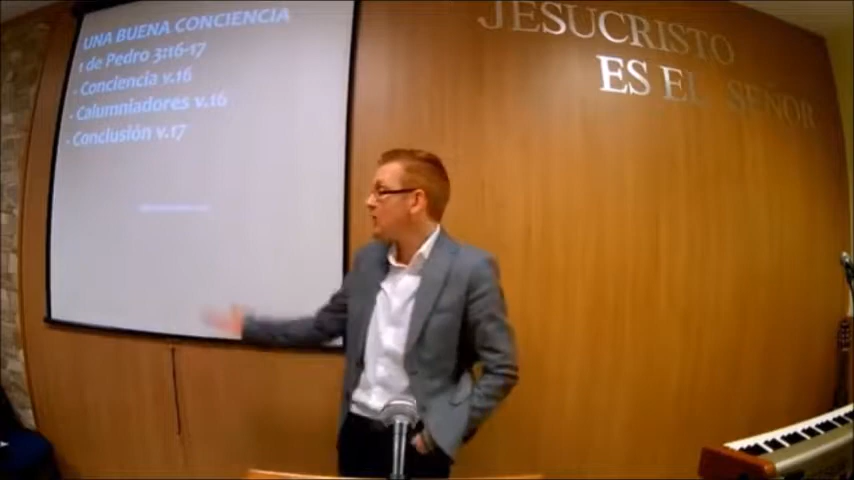 UNA BUENA CONCIENCIA
1 de Pedro 3:16-17
• Conciencia v.16
• Calumniadores vv.16
• Conclusión v.17
JESUCRISTO
ES EL SEÑOR